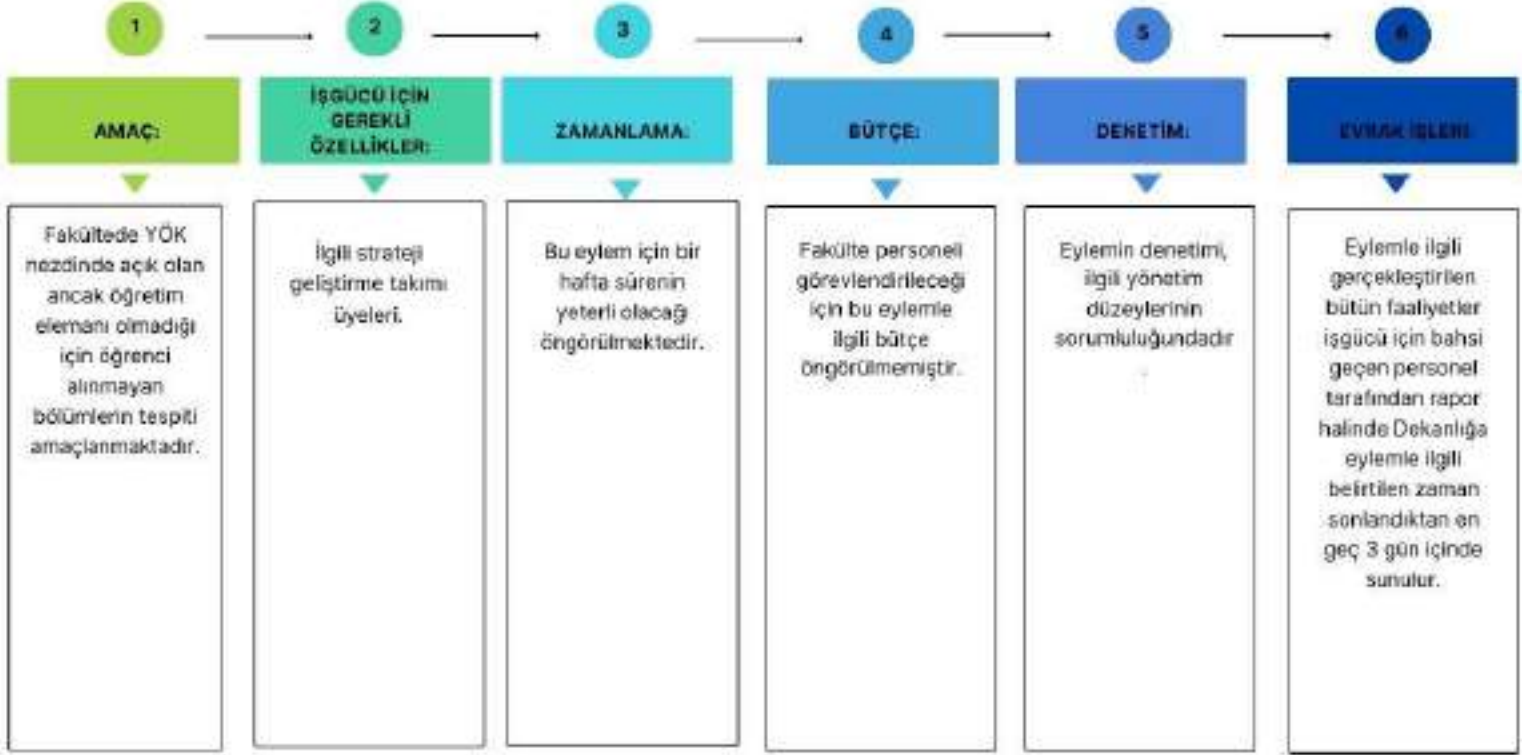 1
2
3
4
5
6
AMAÇ:
İŞGÜCÜ İÇİN
GEREKLİ
ÖZELLİKLER:
ZAMANLAMA:
BÜTÇE:
DENETİM:
EVRAK İŞLERİ:
Fakültede YÖK
nezdinde açık olan
ancak öğretim
elemanı olmadığı
için öğrenci
alınmayan
bölümlerin tespiti
amaçlanmaktadır.
İlgili strateji
geliştirme takımı
üyeleri.
Bu eylem için bir
hafta sürenin
yeterli olacağı
öngörülmektedir.
Fakülte personeli
görevlendirileceği
için bu eylemle
ilgili bütçe
öngörülmemiştir.
Eylemin denetimi,
ilgili yönetim
düzeylerinin
sorumluluğundadır
.
Eylemle ilgili
gerçekleştirilen
bütün faaliyetler
işgücü için bahsi
geçen personel
tarafından rapor
halinde Dekanlığa
eylemle ilgili
belirtilen zaman
sonlandıktan en
geç 3 gün içinde
sunulur.